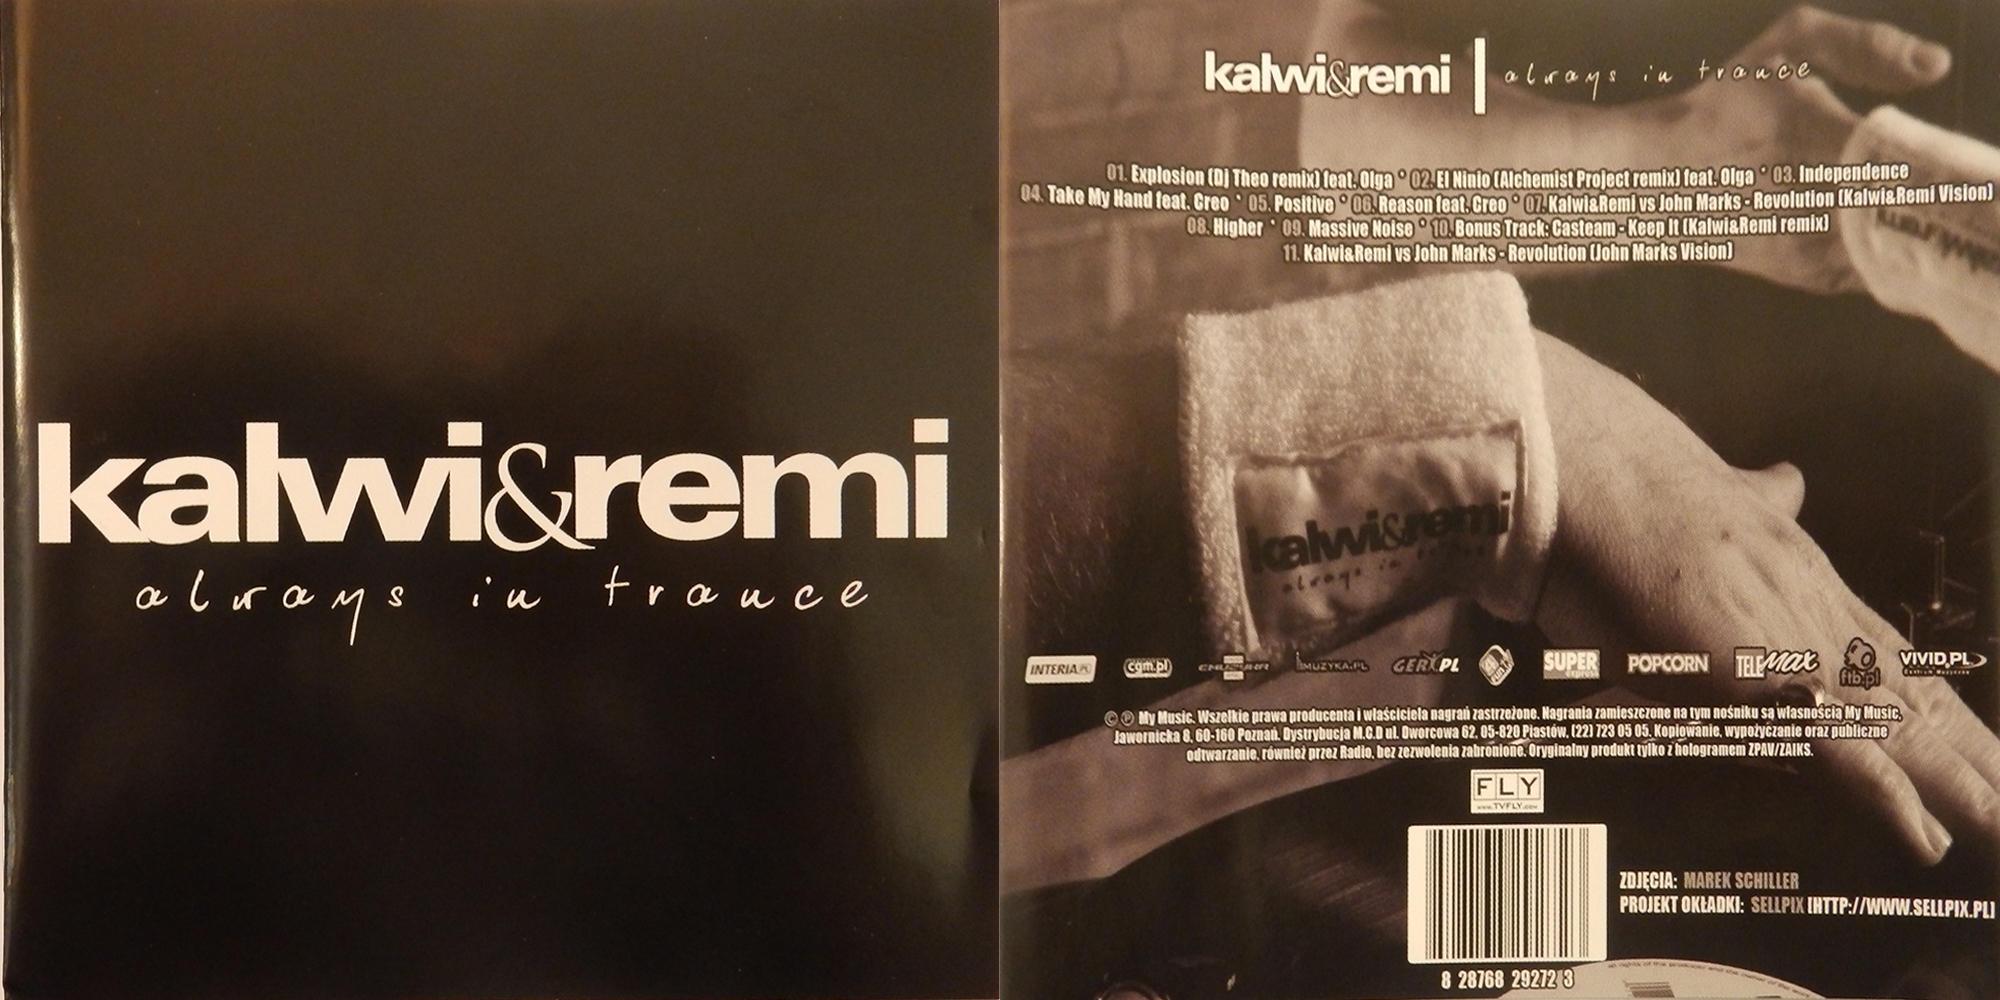 kalwi&remi
always in trance
kalwi&remi | always in trance
01. Explosion (Dj Theo remix) feat. Olga * 02. El Ninio (Alchemist Project remix) feat. Olga * 03. Independence
04. Take My Hand feat. Creo * 05. Positive * 06. Reason feat. Creo * 07. Kalwi&Remi vs John Marks - Revolution (Kalwi&Remi Vision)
08. Higher * 09. Massive Noise * 10. Bonus Track: Casteam - Keep It (Kalwi&Remi remix)
11. Kalwi&Remi vs John Marks - Revolution (John Marks Vision)
kalwi&remi
always in trance
INTERIA.PL cgm.pl MUZYKA.PL GERY.PL SUPER express POPCORN TELE MAX ftb.pl VIVID.PL
© ℗ My Music. Wszelkie prawa producenta i właściciela nagrań zastrzeżone. Nagrania zamieszczone na tym nośniku są własnością My Music,
Jawornicka 8, 60-160 Poznań. Dystrybucja M.C.D ul. Dworcowa 62, 05-820 Piastów, (22) 723 05 05. Kopiowanie, wypożyczanie oraz publiczne
odtwarzanie, również przez Radio, bez zezwolenia zabronione. Oryginalny produkt tylko z hologramem ZPAV/ZAIKS.
FLY
WWW.TVFLY.COM
ZDJĘCIA: MAREK SCHILLER
PROJEKT OKŁADKI: SELLPIX [HTTP://WWW.SELLPIX.PL]
8 28768 29272 3